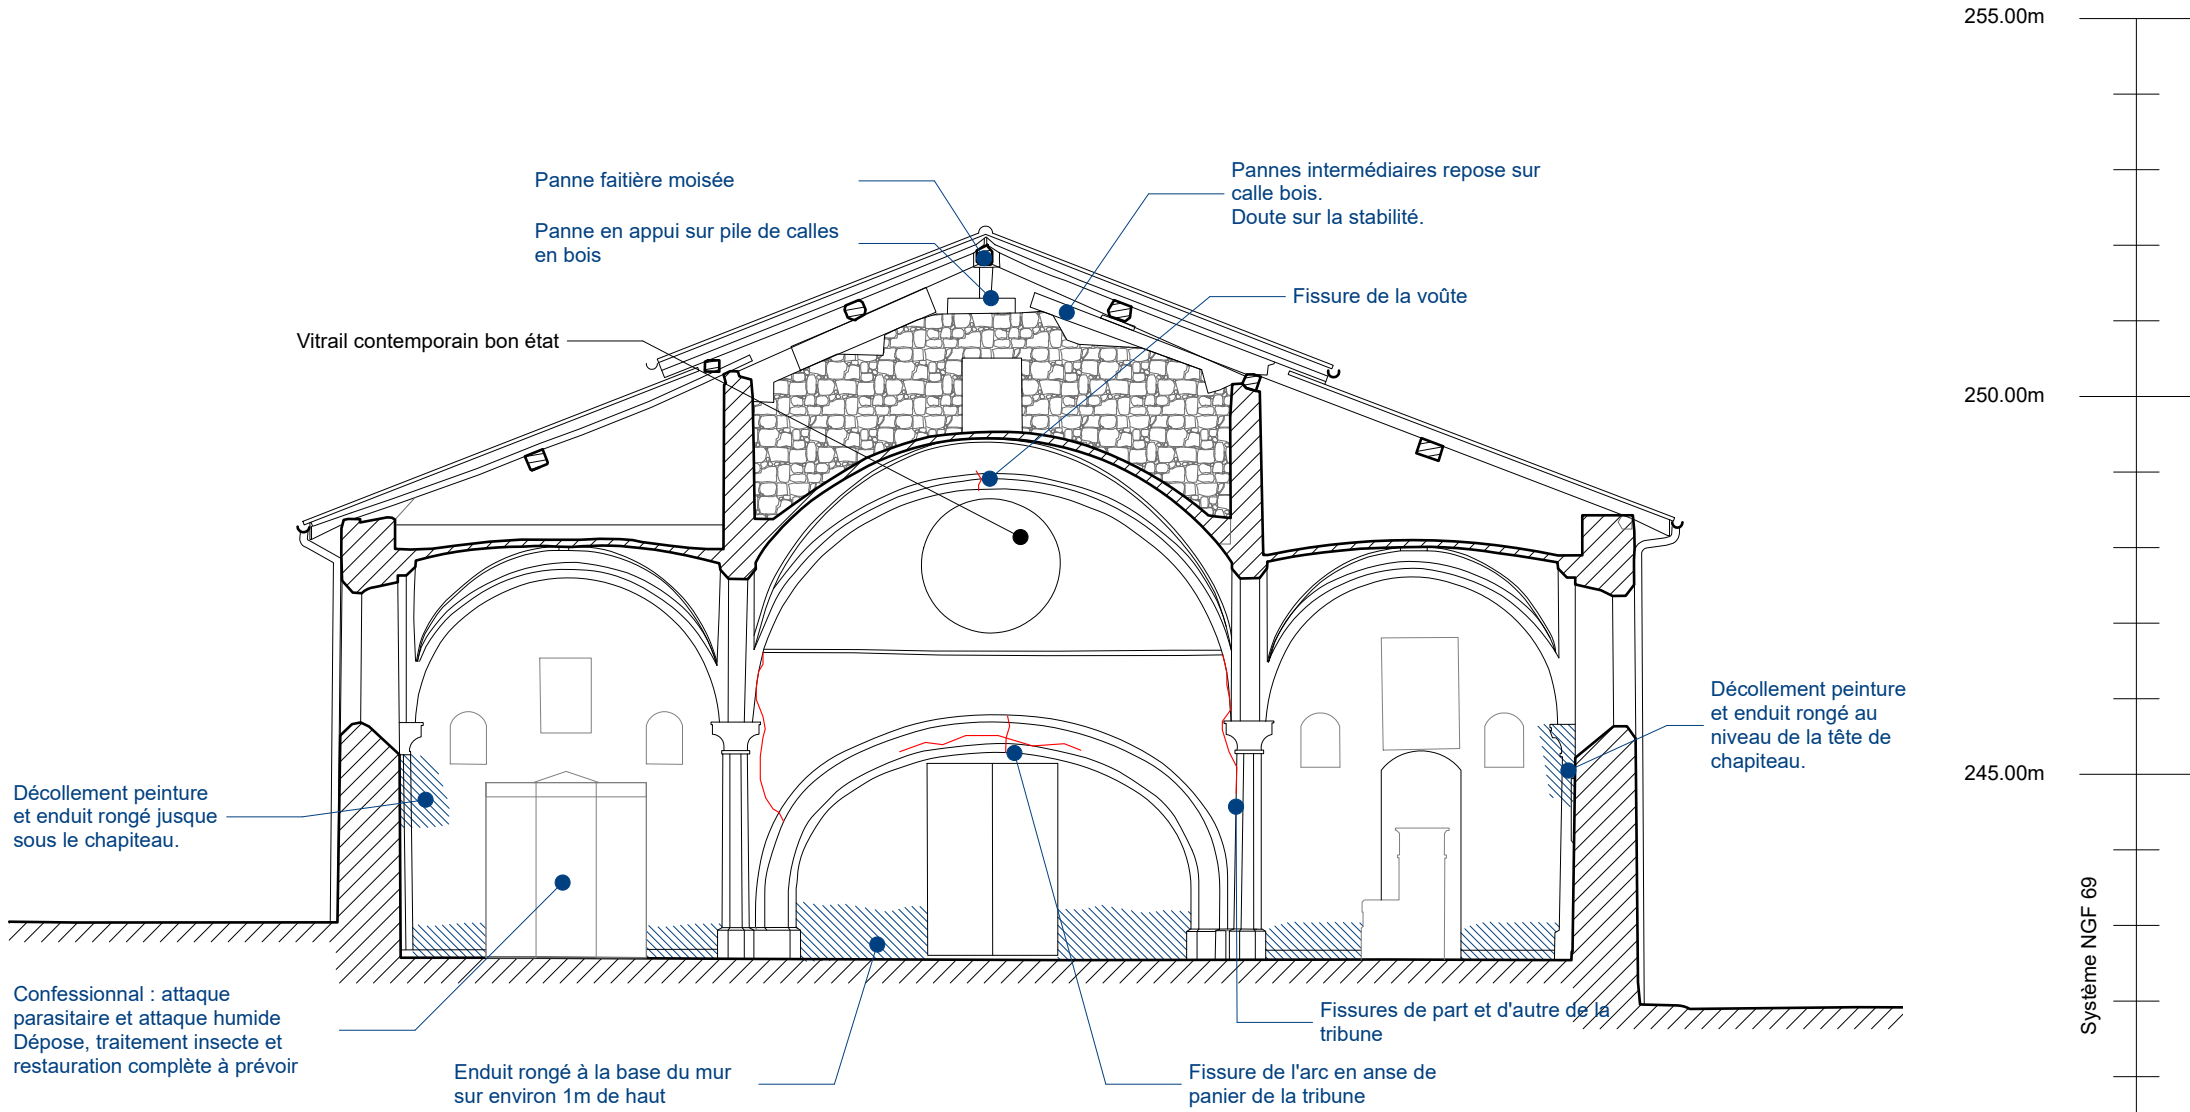 255.00m
Panne faitière moisée
Pannes intermédiaires repose sur
calle bois.
Doute sur la stabilité.
Panne en appui sur pile de calles
en bois
Fissure de la voûte
Vitrail contemporain bon état
250.00m
Décollement peinture
et enduit rongé au
niveau de la tête de
chapiteau.
245.00m
Décollement peinture
et enduit rongé jusque
sous le chapiteau.
Système NGF 69
Confessionnal : attaque
parasitaire et attaque humide
Dépose, traitement insecte et
restauration complète à prévoir
Fissures de part et d'autre de la
tribune
Enduit rongé à la base du mur
sur environ 1m de haut
Fissure de l'arc en anse de
panier de la tribune